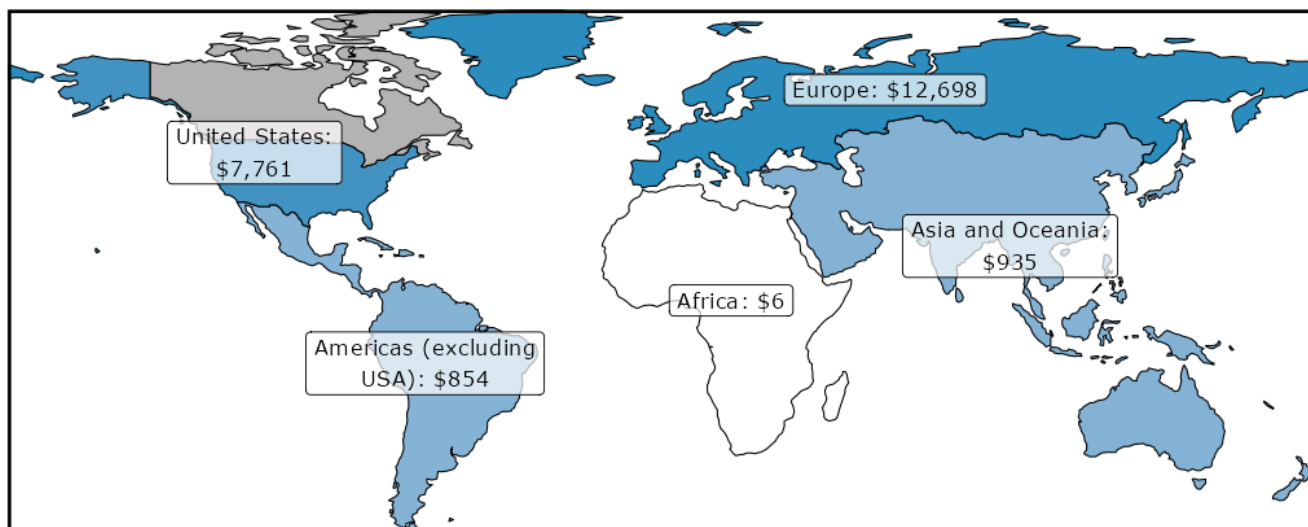 Europe: $12,698
United States:
$7,761
Asia and Oceania:
$935
Africa: $6
Americas (excluding
USA): $854